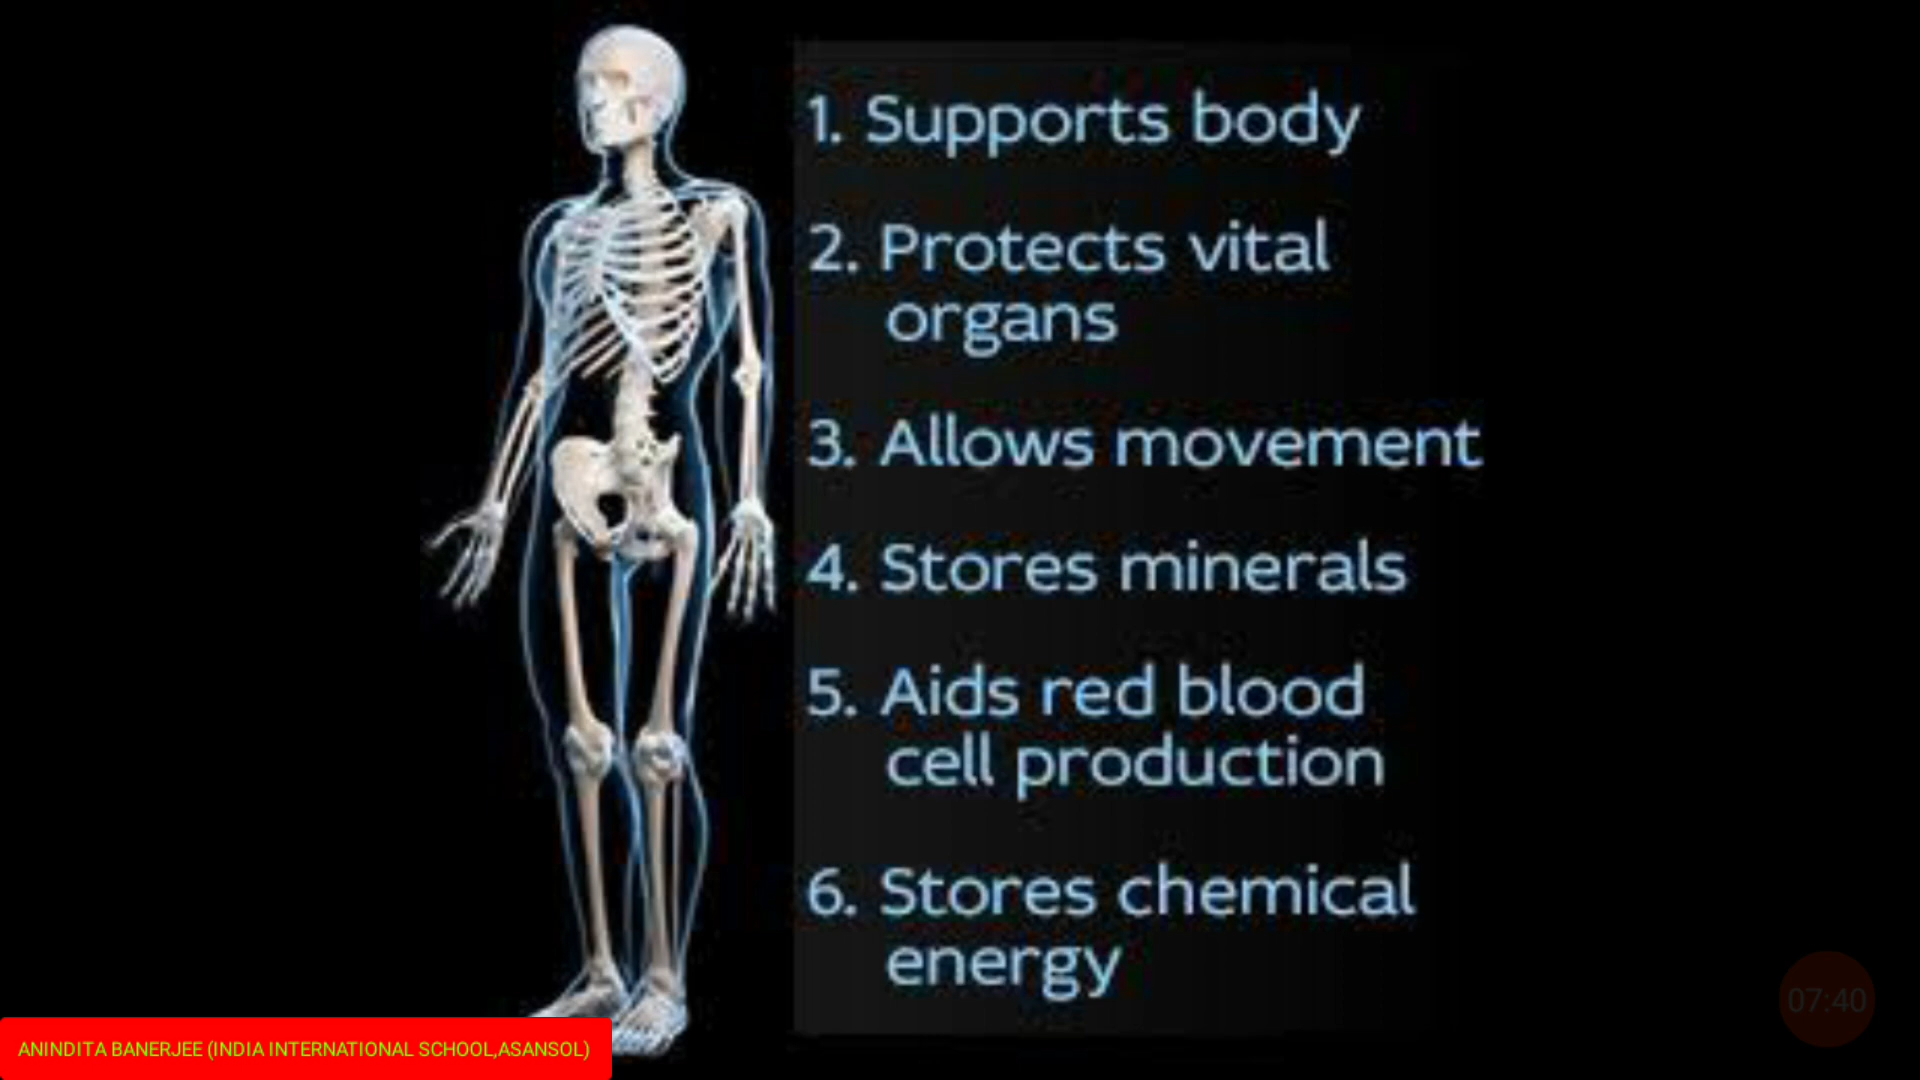 1. Supports body
2. Protects vital
organs
3. Allows movement
4. Stores minerals
5. Aids red blood
cell production
6. Stores chemical
energy
07:40
ANINDITA BANERJEE (INDIA INTERNATIONAL SCHOOL,ASANSOL)